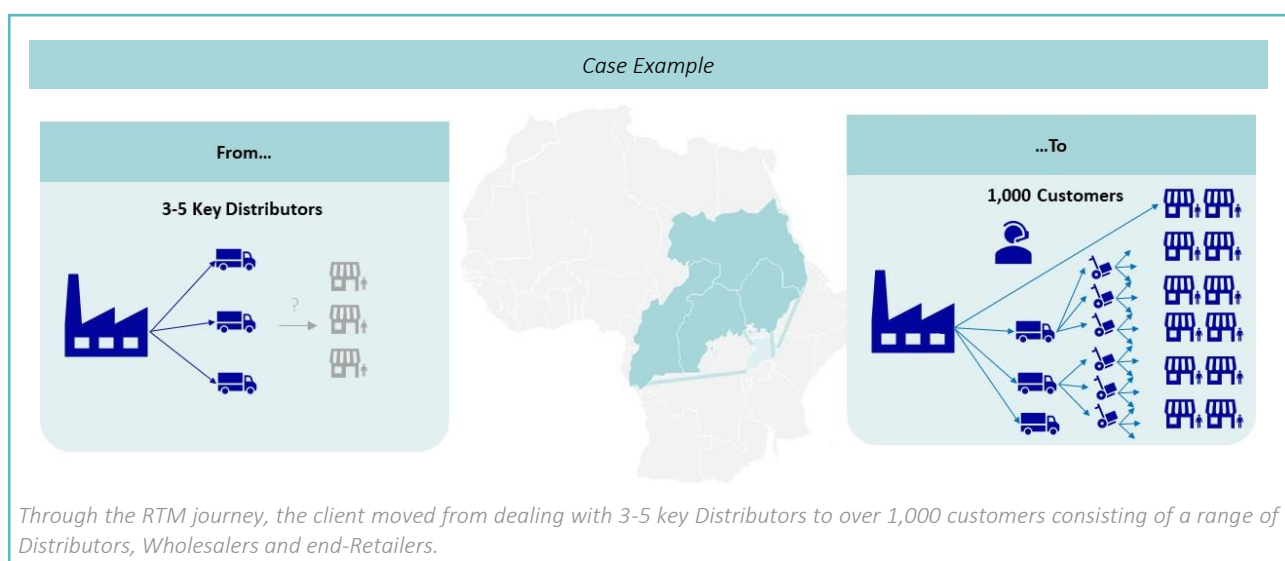 Case Example
From...
3-5 Key Distributors
?
...To
1,000 Customers
Through the RTM journey, the client moved from dealing with 3-5 key Distributors to over 1,000 customers consisting of a range of
Distributors, Wholesalers and end-Retailers.